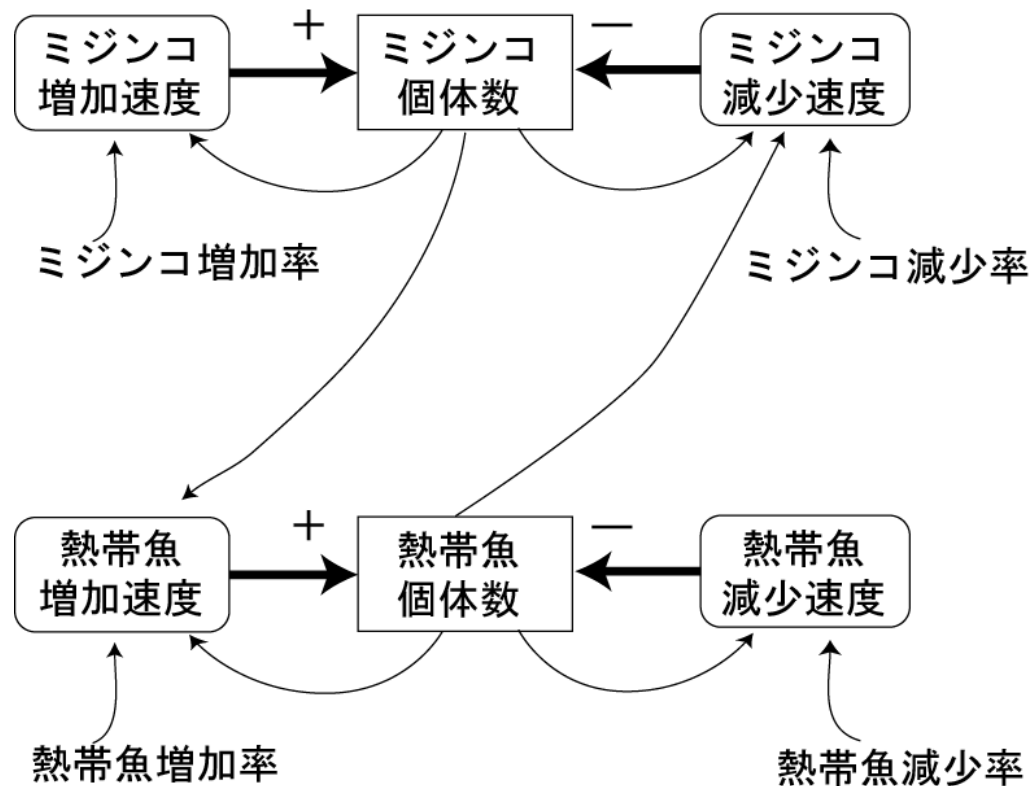 +
－
ミジンコ
増加速度
ミジンコ
個体数
ミジンコ
減少速度
ミジンコ増加率
ミジンコ減少率
+
－
熱帯魚
増加速度
熱帯魚
個体数
熱帯魚
減少速度
熱帯魚増加率
熱帯魚減少率